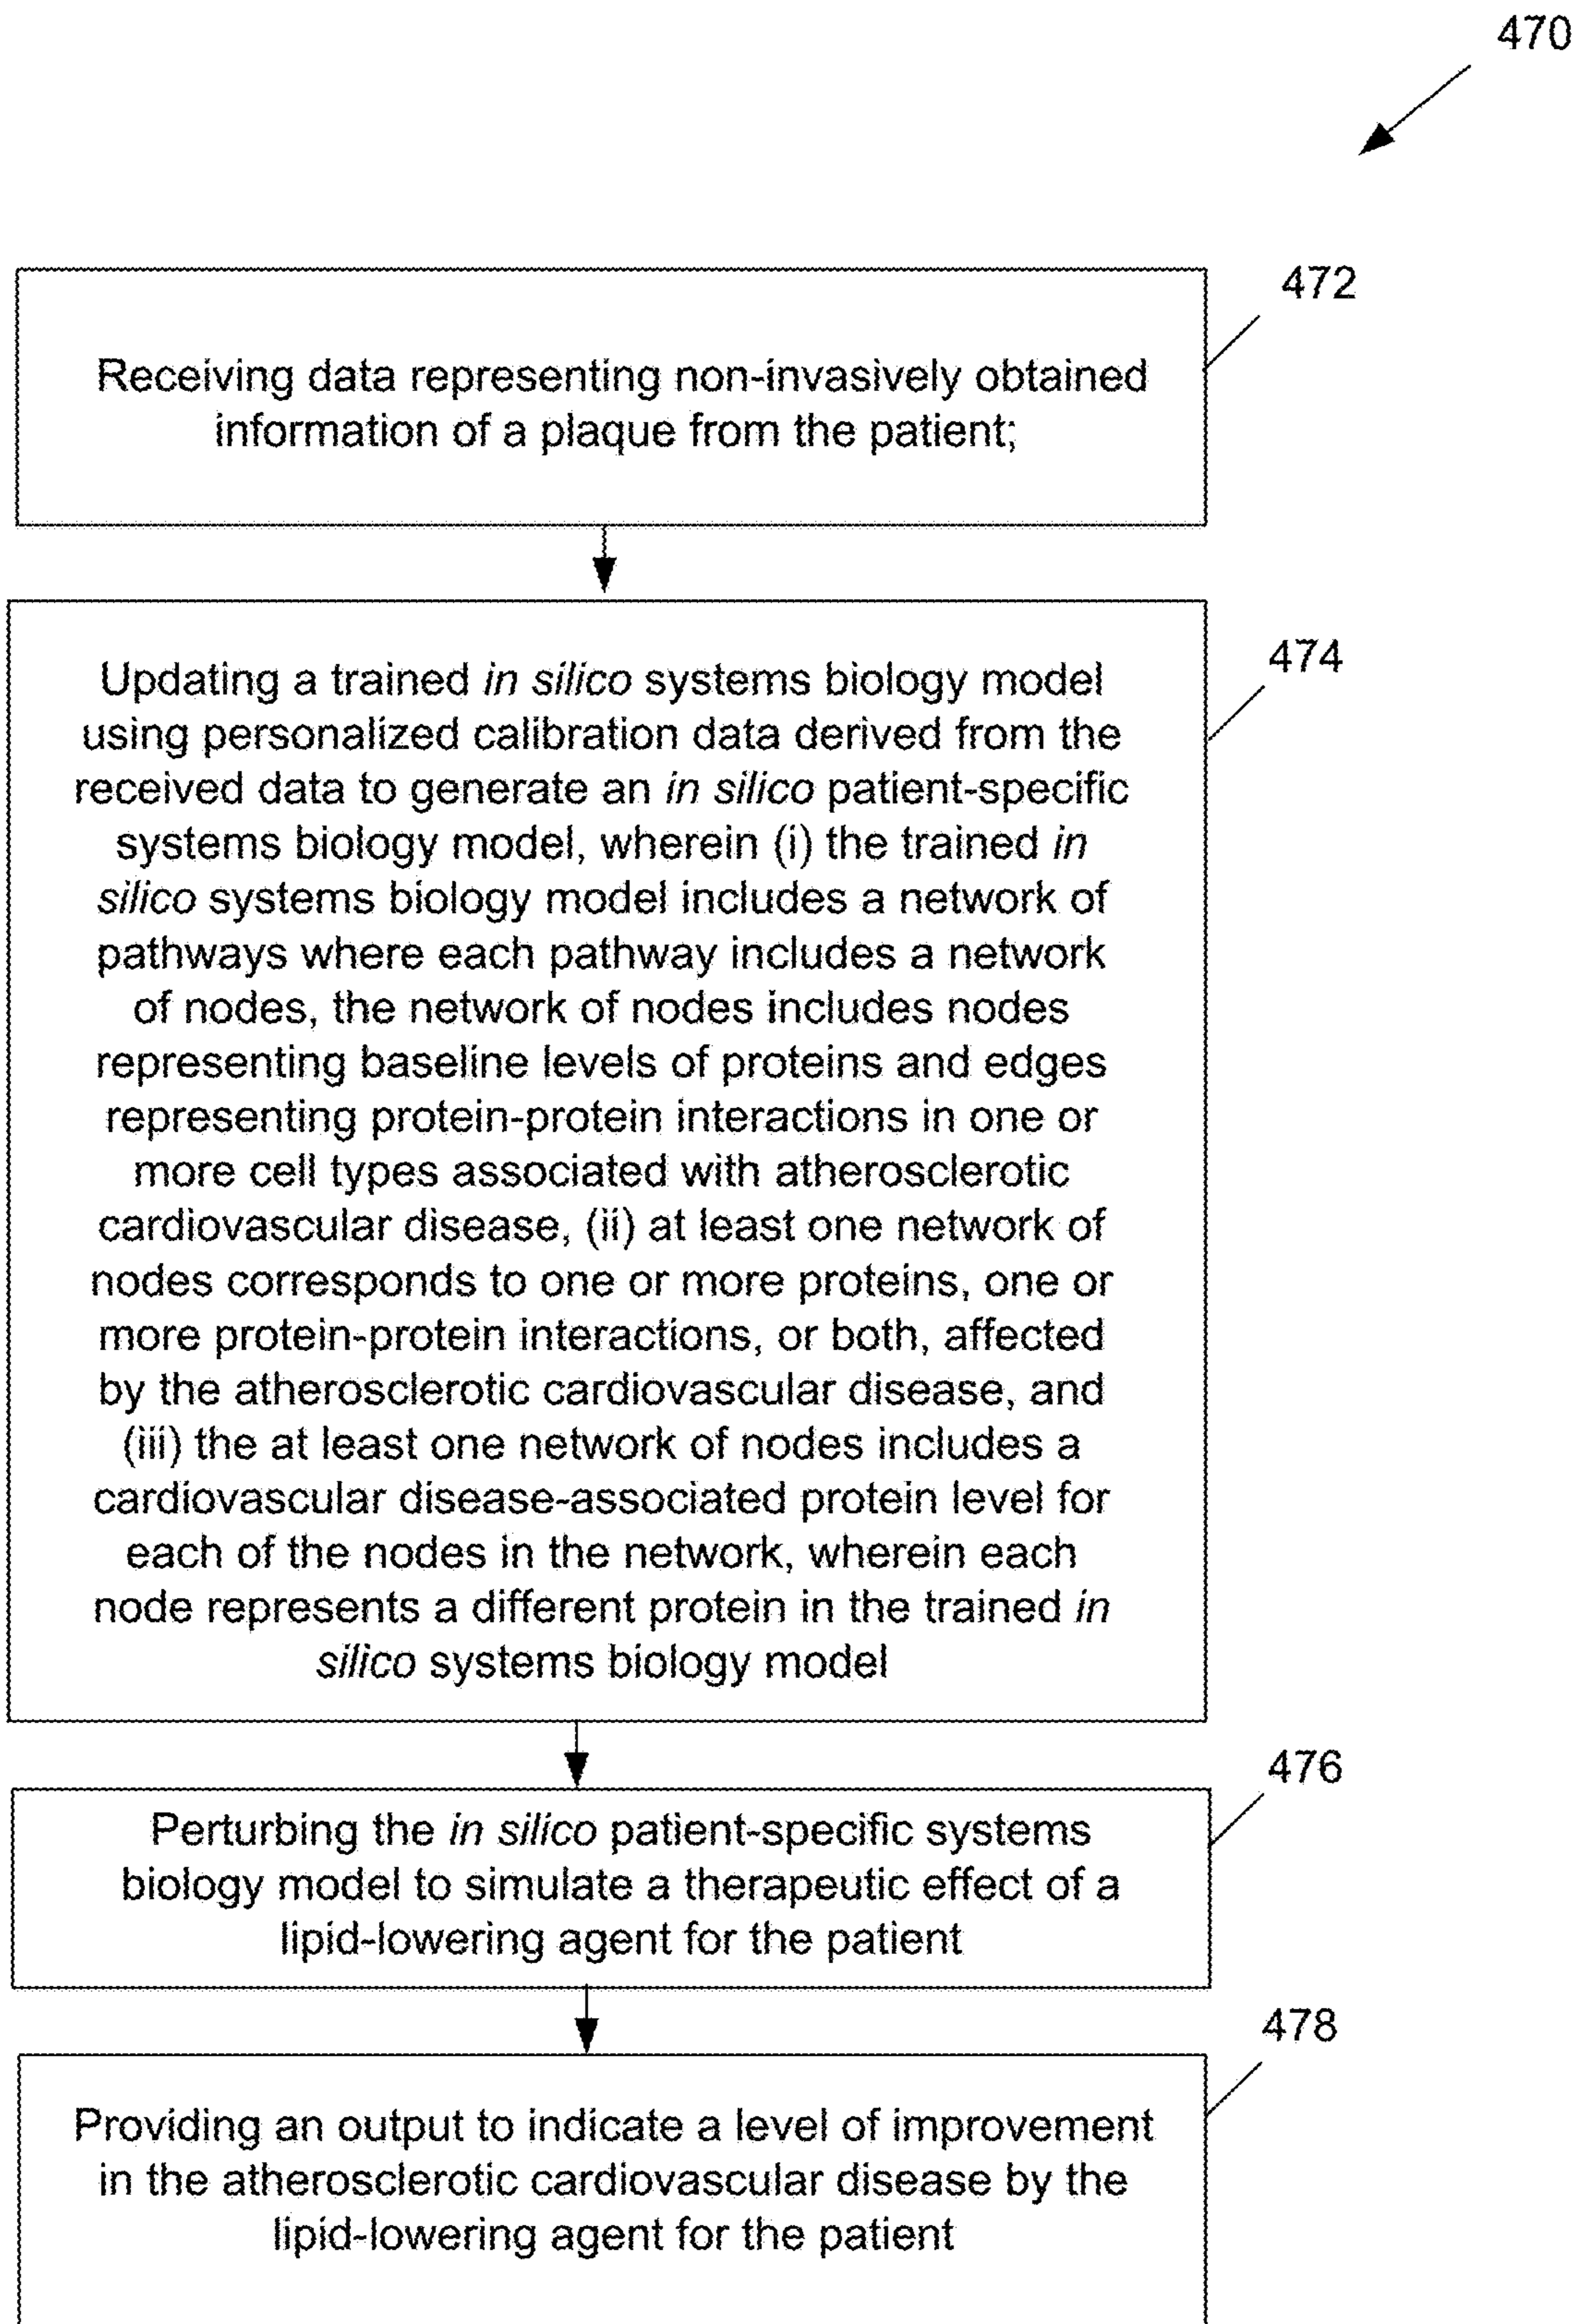 470
472
Receiving data representing non-invasively obtained
information of a plaque from the patient;
474
Updating a trained in silico systems biology model
using personalized calibration data derived from the
received data to generate an in silico patient-specific
systems biology model, wherein (i) the trained in
silico systems biology model includes a network of
pathways where each pathway includes a network
of nodes, the network of nodes includes nodes
representing baseline levels of proteins and edges
representing protein-protein interactions in one or
more cell types associated with atherosclerotic
cardiovascular disease, (ii) at least one network of
nodes corresponds to one or more proteins, one or
more protein-protein interactions, or both, affected
by the atherosclerotic cardiovascular disease, and
(iii) the at least one network of nodes includes a
cardiovascular disease-associated protein level for
each of the nodes in the network, wherein each
node represents a different protein in the trained in
silico systems biology model
476
Perturbing the in silico patient-specific systems
biology model to simulate a therapeutic effect of a
lipid-lowering agent for the patient
478
Providing an output to indicate a level of improvement
in the atherosclerotic cardiovascular disease by the
lipid-lowering agent for the patient